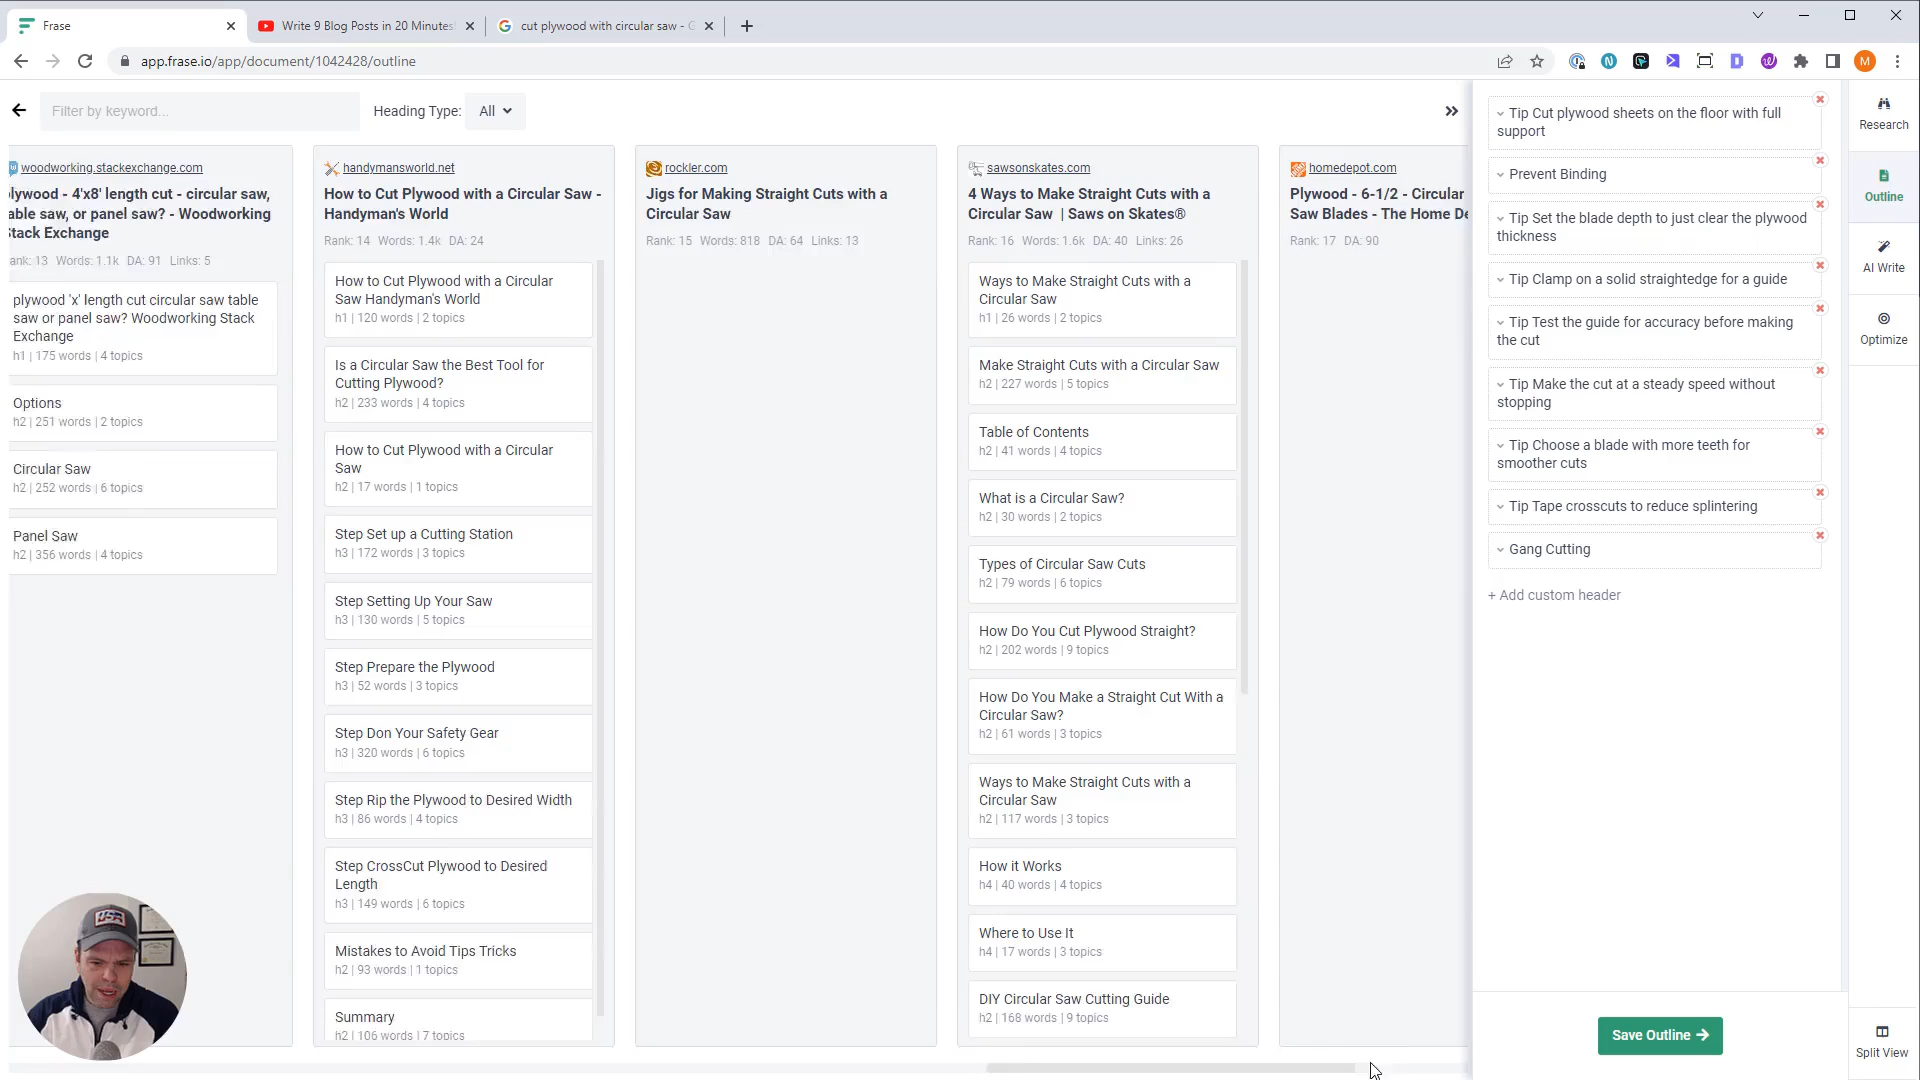 Frase
Write 9 Blog Posts in 20 Minutes
cut plywood with circular saw - G
app.frase.io/app/document/1042428/outline
M
Filter by keyword...
Heading Type:
All
woodworking.stackexchange.com
plywood - 4'x8' length cut - circular saw,
able saw, or panel saw? - Woodworking
Stack Exchange
ank: 13 Words: 1.1k DA: 91 Links: 5
plywood 'x' length cut circular saw table
saw or panel saw? Woodworking Stack
Exchange
h1 | 175 words | 4 topics
Options
h2 | 251 words | 2 topics
Circular Saw
h2 | 252 words | 6 topics
Panel Saw
h2 | 356 words | 4 topics
handymansworld.net
How to Cut Plywood with a Circular Saw -
Handyman's World
Rank: 14 Words: 1.4k DA: 24
How to Cut Plywood with a Circular
Saw Handyman's World
h1 | 120 words | 2 topics
Is a Circular Saw the Best Tool for
Cutting Plywood?
h2 | 233 words | 4 topics
How to Cut Plywood with a Circular
Saw
h2 | 17 words | 1 topics
Step Set up a Cutting Station
h3 | 172 words | 3 topics
Step Setting Up Your Saw
h3 | 130 words | 5 topics
Step Prepare the Plywood
h3 | 52 words | 3 topics
Step Don Your Safety Gear
h3 | 320 words | 6 topics
Step Rip the Plywood to Desired Width
h3 | 86 words | 4 topics
Step CrossCut Plywood to Desired
Length
h3 | 149 words | 6 topics
Mistakes to Avoid Tips Tricks
h2 | 93 words | 1 topics
Summary
h2 | 106 words | 7 topics
rockler.com
Jigs for Making Straight Cuts with a
Circular Saw
Rank: 15 Words: 818 DA: 64 Links: 13
sawsonskates.com
4 Ways to Make Straight Cuts with a
Circular Saw | Saws on Skates®
Rank: 16 Words: 1.6k DA: 40 Links: 26
Ways to Make Straight Cuts with a
Circular Saw
h1 | 26 words | 2 topics
Make Straight Cuts with a Circular Saw
h2 | 227 words | 5 topics
Table of Contents
h2 | 41 words | 4 topics
What is a Circular Saw?
h2 | 30 words | 2 topics
Types of Circular Saw Cuts
h2 | 79 words | 6 topics
How Do You Cut Plywood Straight?
h2 | 202 words | 9 topics
How Do You Make a Straight Cut With a
Circular Saw?
h2 | 61 words | 3 topics
Ways to Make Straight Cuts with a
Circular Saw
h2 | 117 words | 3 topics
How it Works
h4 | 40 words | 4 topics
Where to Use It
h4 | 17 words | 3 topics
DIY Circular Saw Cutting Guide
h2 | 168 words | 9 topics
homedepot.com
Plywood - 6-1/2 - Circular
Saw Blades - The Home De
Rank: 17 DA: 90
Tip Cut plywood sheets on the floor with full
support
Prevent Binding
Tip Set the blade depth to just clear the plywood
thickness
Tip Clamp on a solid straightedge for a guide
Tip Test the guide for accuracy before making
the cut
Tip Make the cut at a steady speed without
stopping
Tip Choose a blade with more teeth for
smoother cuts
Tip Tape crosscuts to reduce splintering
Gang Cutting
+ Add custom header
Save Outline
Research
Outline
AI Write
Optimize
Split View